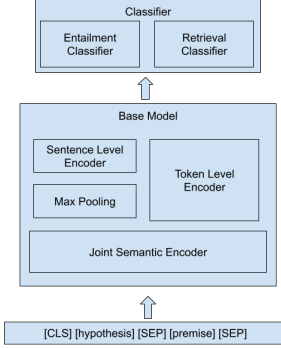 Classifier
Entailment
Classifier
Retrieval
Classifier
Base Model
Sentence Level
Encoder
Max Pooling
Token Level
Encoder
Joint Semantic Encoder
[CLS] [hypothesis] [SEP] [premise] [SEP]